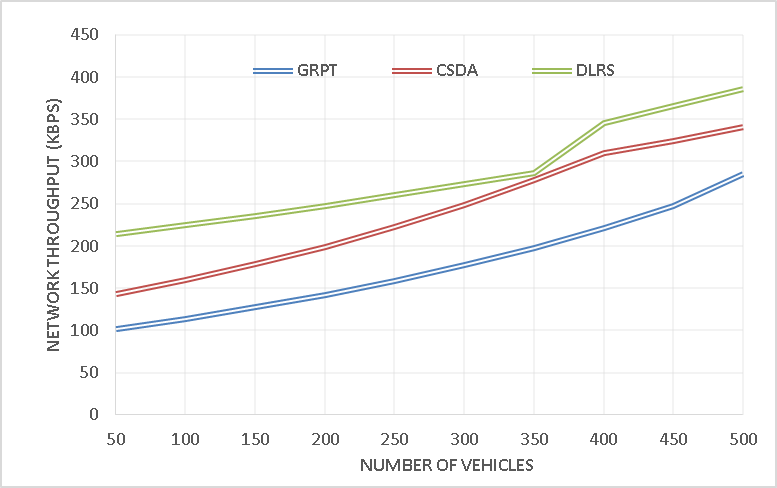 450
400
350
300
250
200
150
100
50
0
NETWORK THROUGHPUT (KBPS)
GRPT CSDA DLRS
50 100 150 200 250 300 350 400 450 500
NUMBER OF VEHICLES